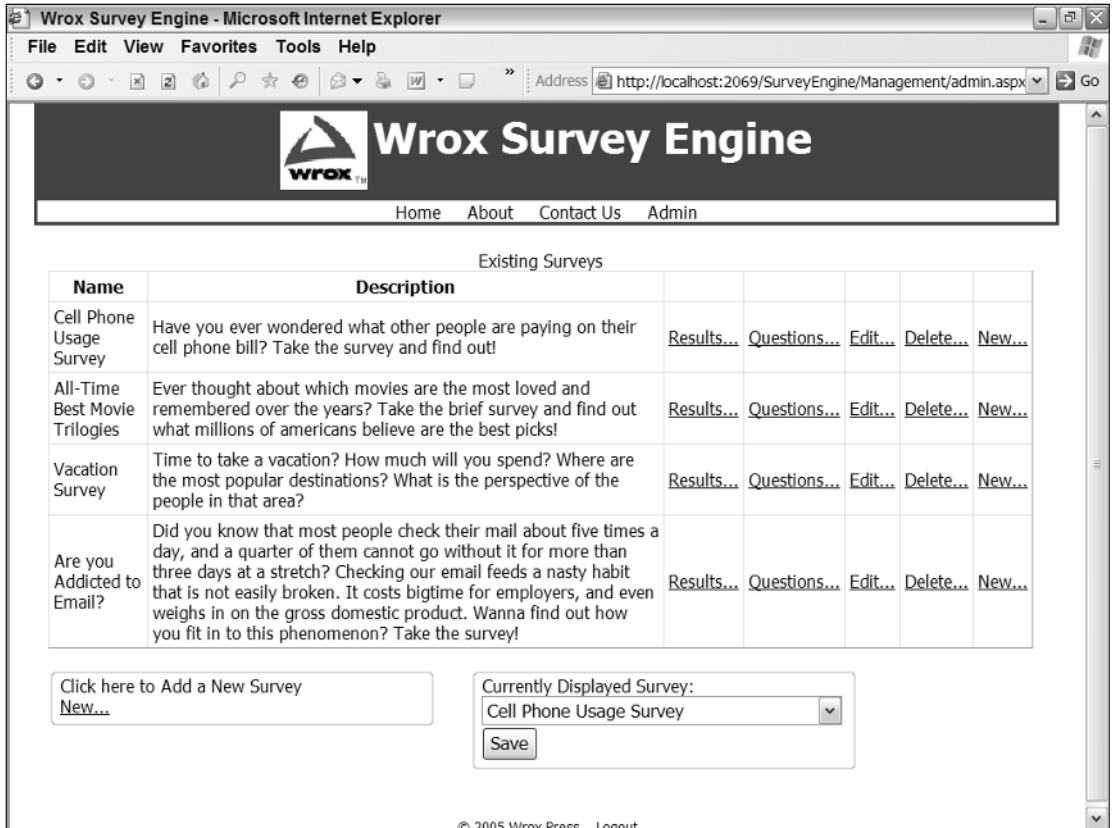 Wrox Survey Engine - Microsoft Internet Explorer
File Edit View Favorites Tools Help
» Address http://localhost:2069/SurveyEngine/Management/admin.aspx Go
wrox TM
Wrox Survey Engine
Home About Contact Us Admin
Existing Surveys
Name Description
Cell Phone
Usage
Survey
Have you ever wondered what other people are paying on their
cell phone bill? Take the survey and find out!
Results... Questions... Edit... Delete... New...
All-Time
Best Movie
Trilogies
Ever thought about which movies are the most loved and
remembered over the years? Take the brief survey and find out
what millions of americans believe are the best picks!
Results... Questions... Edit... Delete... New...
Vacation
Survey
Time to take a vacation? How much will you spend? Where are
the most popular destinations? What is the perspective of the
people in that area?
Results... Questions... Edit... Delete... New...
Are you
Addicted to
Email?
Did you know that most people check their mail about five times a
day, and a quarter of them cannot go without it for more than
three days at a stretch? Checking our email feeds a nasty habit
that is not easily broken. It costs bigtime for employers, and even
weighs in on the gross domestic product. Wanna find out how
you fit in to this phenomenon? Take the survey!
Results... Questions... Edit... Delete... New...
Click here to Add a New Survey
New...
Currently Displayed Survey:
Cell Phone Usage Survey
Save
© 2005 Wrox Press Logout